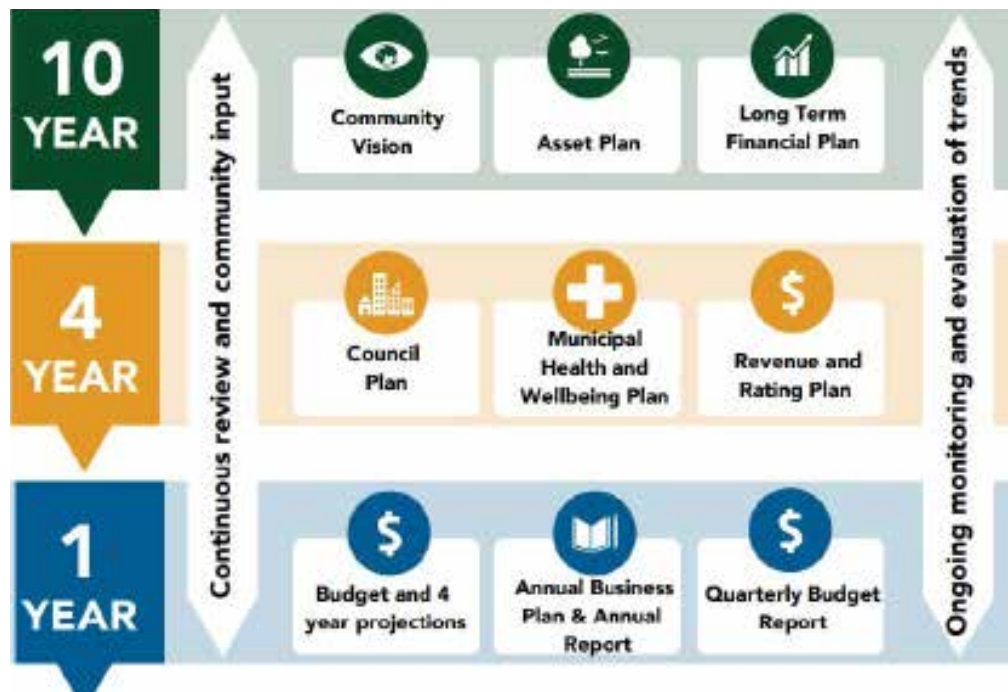 10
YEAR
Continuous review and community input
Community
Vision
Asset Plan
Long Term
Financial Plan
Ongoing monitoring and evaluation of trends
4
YEAR
Council
Plan
Municipal
Health and
Wellbeing Plan
Revenue and
Rating Plan
1
YEAR
Budget and 4
year projections
Annual Business
Plan & Annual
Report
Quarterly Budget
Report